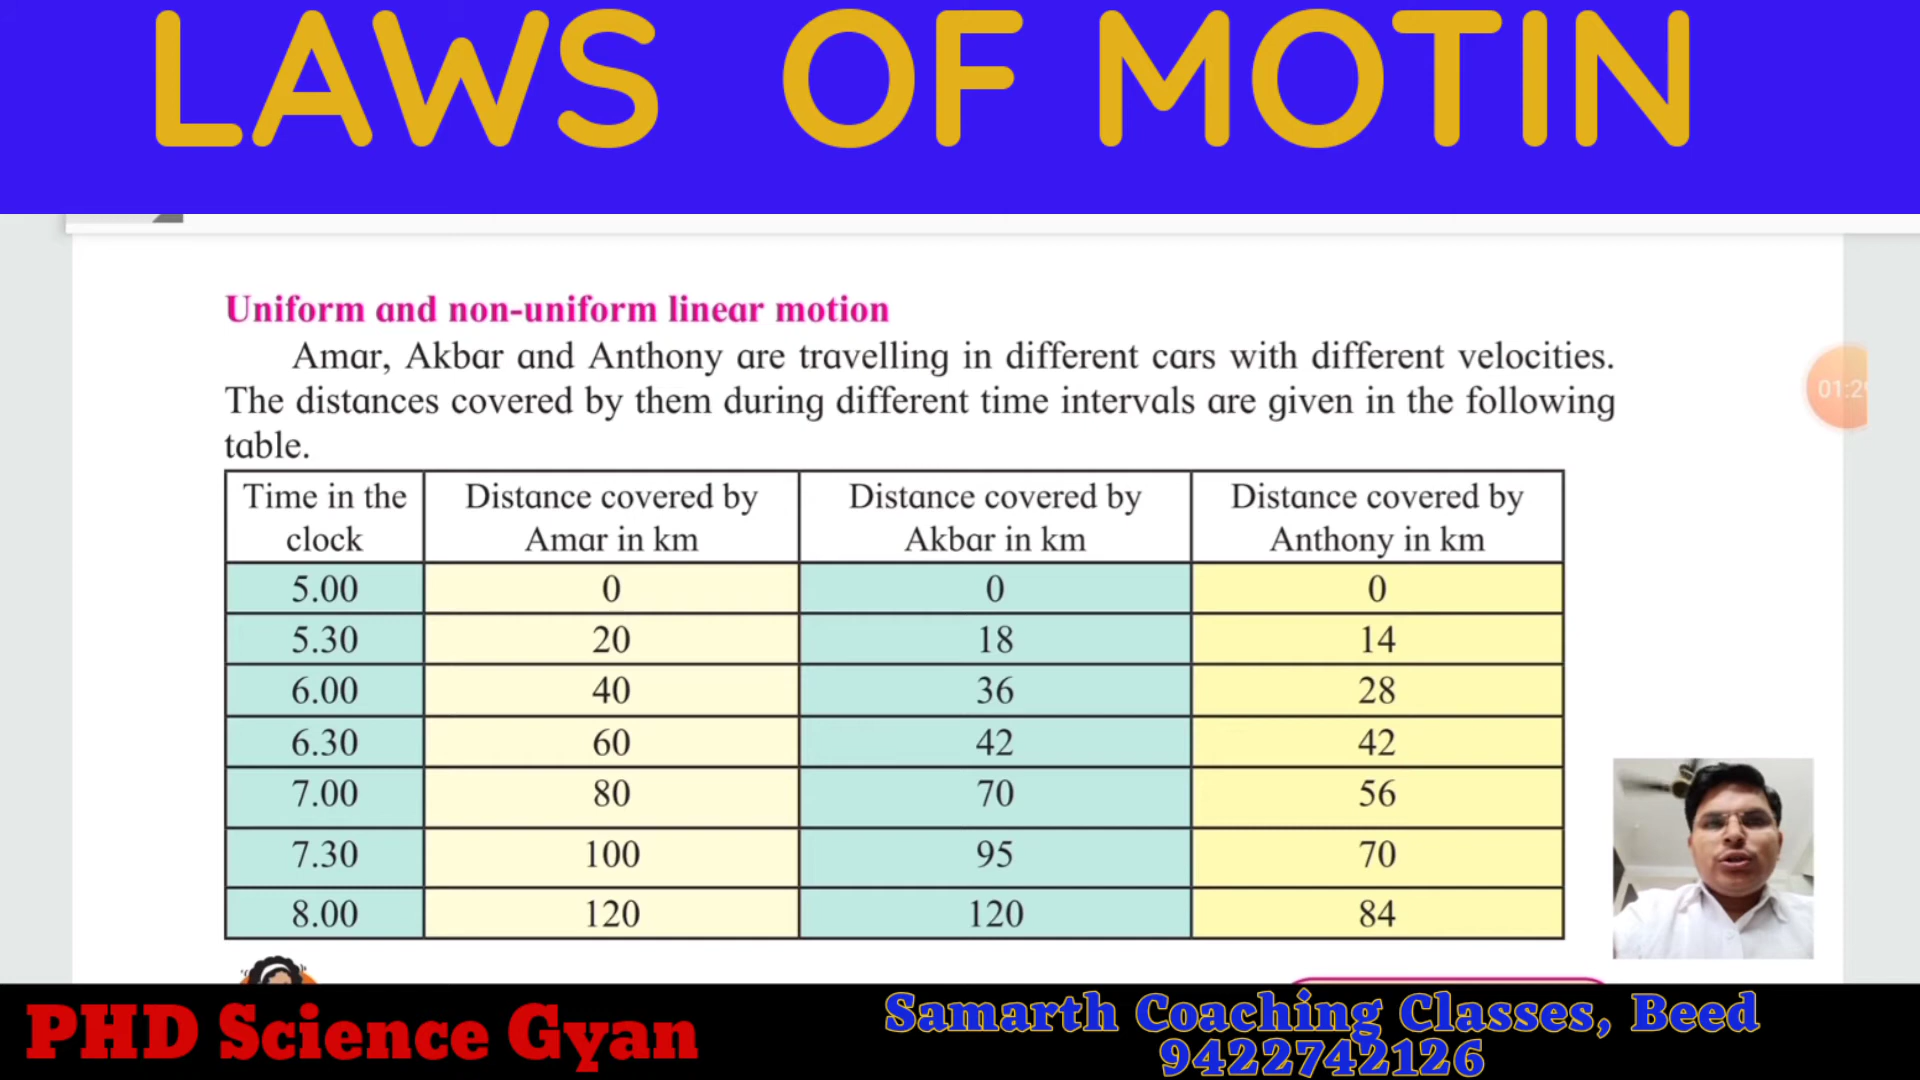 LAWS OF MOTIN
Uniform and non-uniform linear motion
Amar, Akbar and Anthony are travelling in different cars with different velocities.
The distances covered by them during different time intervals are given in the following
table.
Time in the clock Distance covered by Amar in km Distance covered by Akbar in km Distance covered by Anthony in km
5.00 0 0 0
5.30 20 18 14
6.00 40 36 28
6.30 60 42 42
7.00 80 70 56
7.30 100 95 70
8.00 120 120 84
PHD Science Gyan
Samarth Coaching Classes, Beed
9422742126